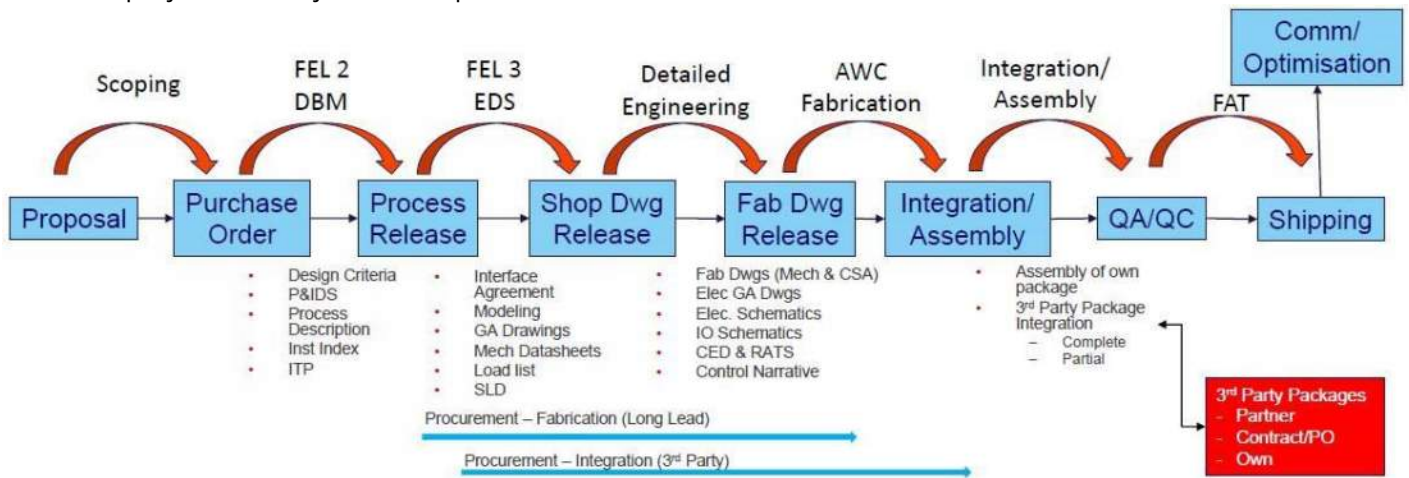 Comm/
Optimisation
Scoping
FEL 2
DBM
FEL 3
EDS
Detailed
Engineering
AWC
Fabrication
Integration/
Assembly
FAT
Proposal
Purchase
Order
Process
Release
Shop Dwg
Release
Fab Dwg
Release
Integration/
Assembly
QA/QC
Shipping
• Design Criteria
• P&IDS
• Process
Description
• Inst Index
• ITP
• Interface
Agreement
• Modeling
• GA Drawings
• Mech Datasheets
• Load list
• SLD
• Fab Dwgs (Mech & CSA)
• Elec GA Dwgs
• Elec. Schematics
• IO Schematics
• CED & RATS
• Control Narrative
• Assembly of own
package
• 3rd Party Package
Integration
– Complete
– Partial
Procurement – Fabrication (Long Lead)
Procurement – Integration (3rd Party)
3rd Party Packages
– Partner
– Contract/PO
– Own